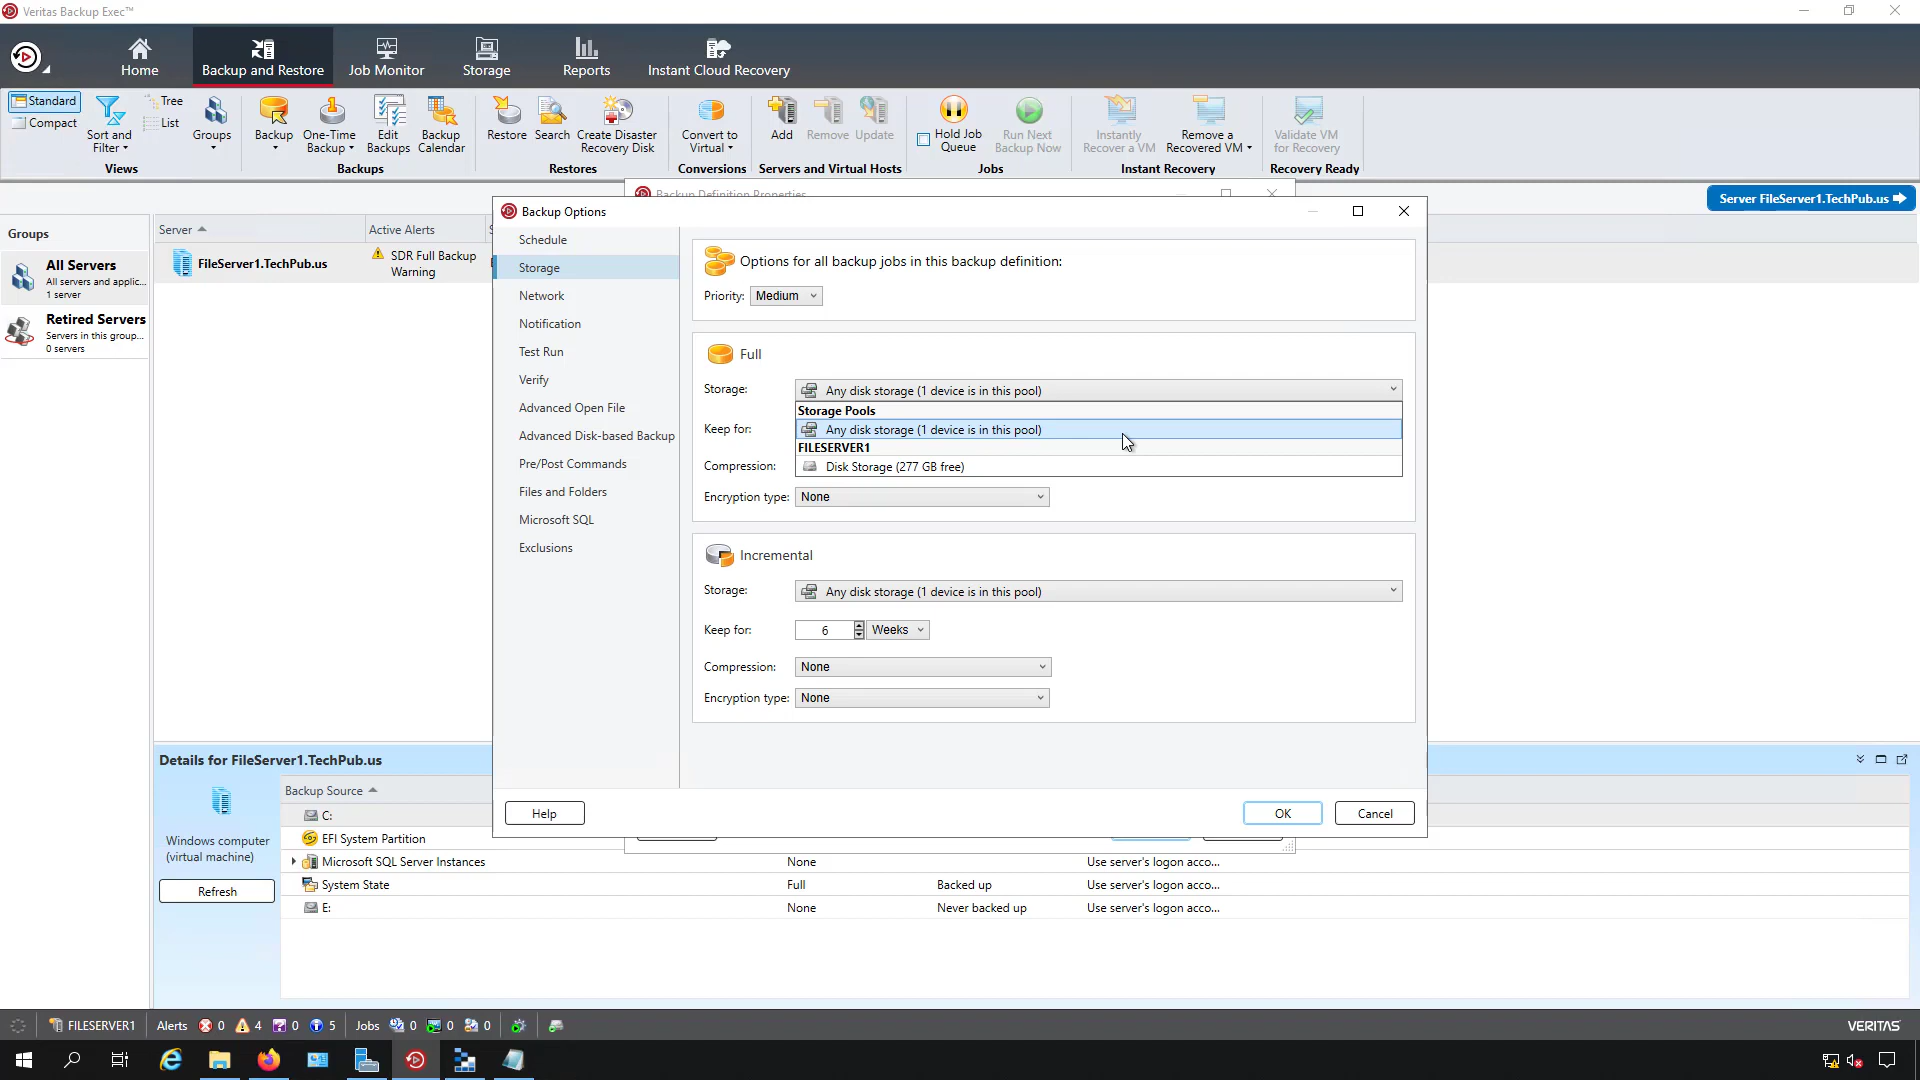 Veritas Backup Exec™
Home
Backup and Restore
Job Monitor
Storage
Reports
Instant Cloud Recovery
Standard
Compact
Sort and Filter
Tree
List
Groups
Views
Backup
One-Time Backup
Edit Backups
Backup Calendar
Backups
Restore
Search
Create Disaster Recovery Disk
Restores
Convert to Virtual
Conversions
Add
Remove
Update
Servers and Virtual Hosts
Hold Job Queue
Run Next Backup Now
Jobs
Instantly Recover a VM
Remove a Recovered VM
Instant Recovery
Validate VM for Recovery
Recovery Ready
Backup Definition Properties
Server FileServer1.TechPub.us
Groups
All Servers
All servers and applic...
1 server
Retired Servers
Servers in this group...
0 servers
Server
Active Alerts
FileServer1.TechPub.us
SDR Full Backup
Warning
Backup Options
Schedule
Storage
Network
Notification
Test Run
Verify
Advanced Open File
Advanced Disk-based Backup
Pre/Post Commands
Files and Folders
Microsoft SQL
Exclusions
Options for all backup jobs in this backup definition:
Priority: Medium
Full
Storage: Any disk storage (1 device is in this pool)
Storage Pools
Keep for: Any disk storage (1 device is in this pool)
FILESERVER1
Compression: Disk Storage (277 GB free)
Encryption type: None
Incremental
Storage: Any disk storage (1 device is in this pool)
Keep for: 6 Weeks
Compression: None
Encryption type: None
Help
OK
Cancel
Details for FileServer1.TechPub.us
Windows computer
(virtual machine)
Refresh
Backup Source
C:
EFI System Partition
Microsoft SQL Server Instances None Use server's logon acco...
System State Full Backed up Use server's logon acco...
E: None Never backed up Use server's logon acco...
FILESERVER1 Alerts 0 4 0 5 Jobs 0 0 0
VERITAS